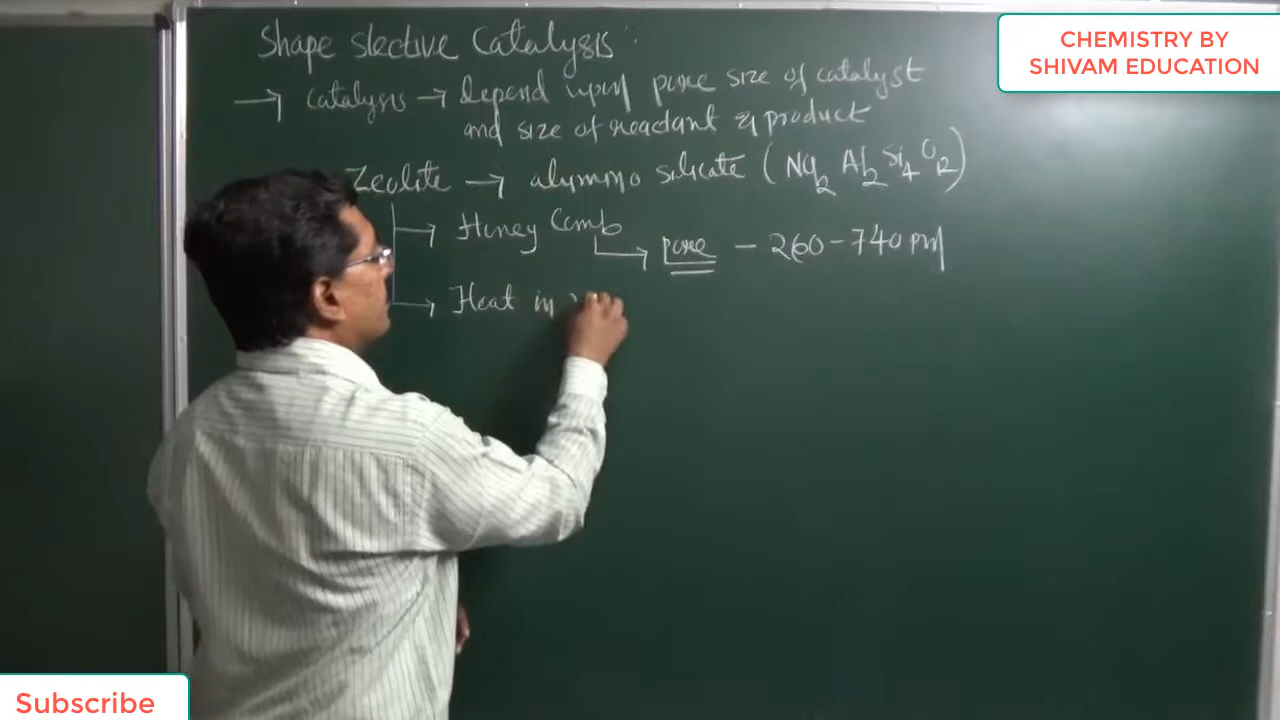 Shape Slective Catalysis :
→ Catalysis → depend upon pore size of catalyst
and size of reactant & product
Zeolite → alumino silicate (Na₂ Al₂ Si₄ O₁₂)
→ Honey Comb
→ pore — 260-740 pm
→ Heat in
CHEMISTRY BY
SHIVAM EDUCATION
Subscribe